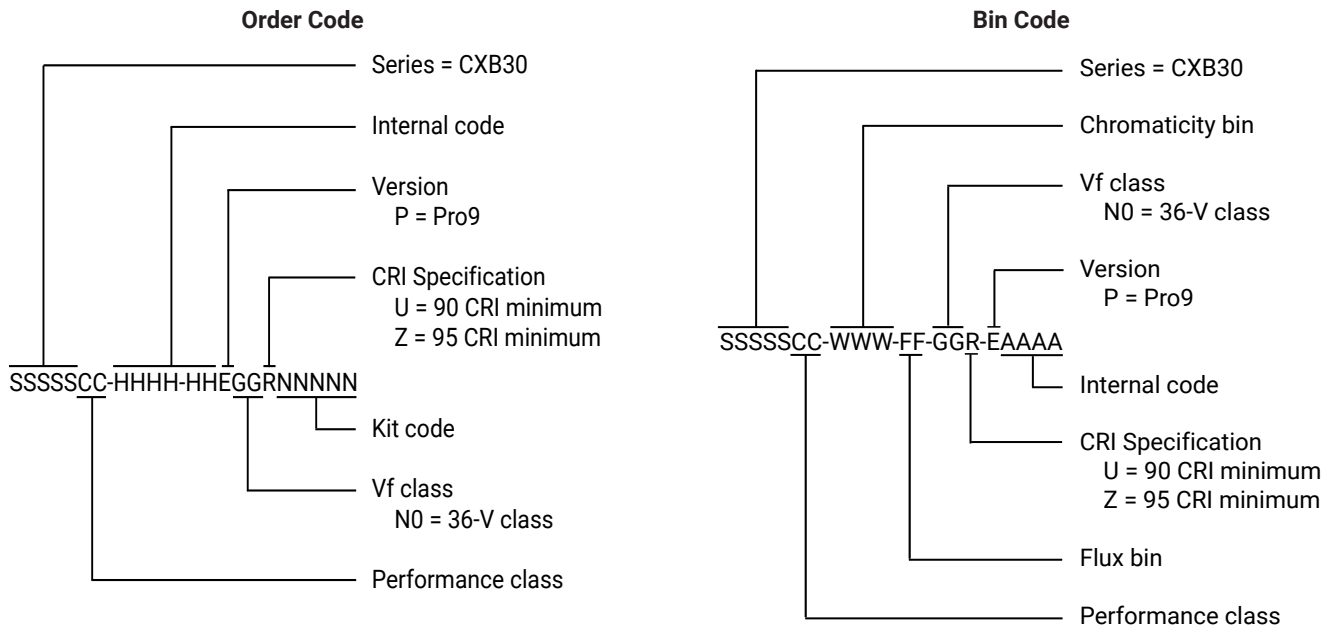 Order Code
Series = CXB30
Internal code
Version
P = Pro9
CRI Specification
U = 90 CRI minimum
Z = 95 CRI minimum
SSSSSCC-HHHH-HHEGGRNNNNN
Kit code
Vf class
N0 = 36-V class
Performance class
Bin Code
Series = CXB30
Chromaticity bin
Vf class
N0 = 36-V class
Version
P = Pro9
SSSSSCC-WWW-FF-GGR-EAAAA
Internal code
CRI Specification
U = 90 CRI minimum
Z = 95 CRI minimum
Flux bin
Performance class